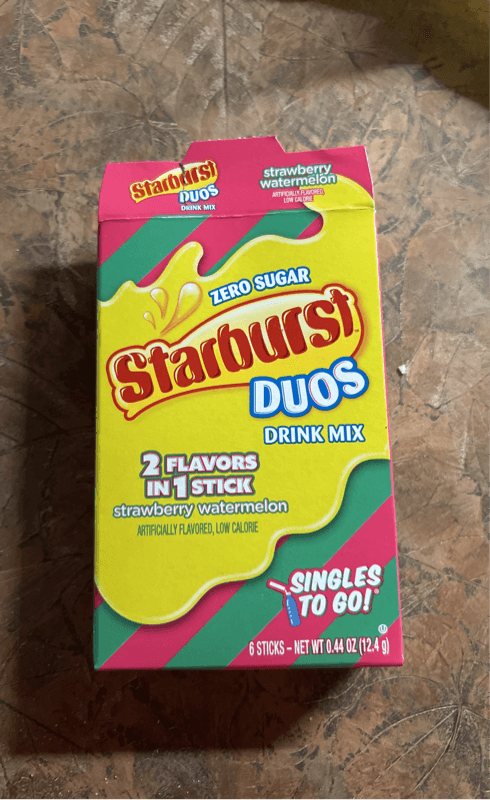 Starburst
DUOS
DRINK MIX
strawberry
watermelon
ARTIFICIALLY FLAVORED,
LOW CALORIE
ZERO SUGAR
Starburst™
DUOS
DRINK MIX
2 FLAVORS
IN 1 STICK
strawberry watermelon
ARTIFICIALLY FLAVORED, LOW CALORIE
SINGLES
TO GO!®
U
6 STICKS – NET WT 0.44 OZ (12.4 g)